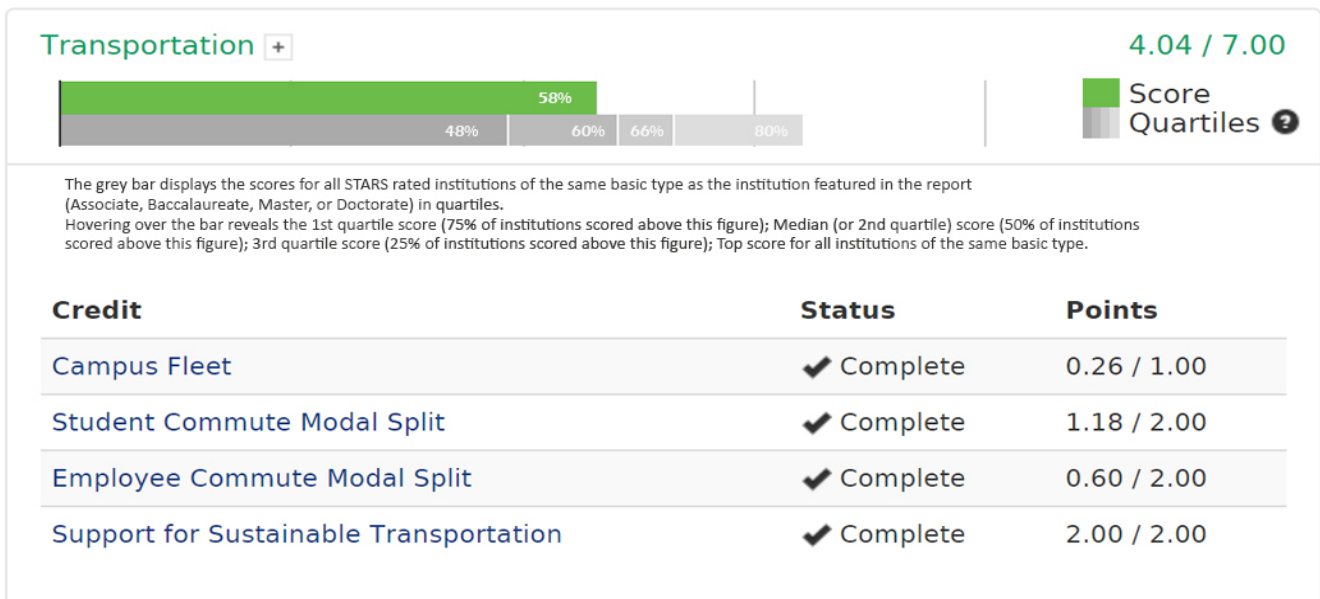 Transportation + 4.04 / 7.00
58%
Score
48% 60% 66% 80%
Quartiles ?
The grey bar displays the scores for all STARS rated institutions of the same basic type as the institution featured in the report
(Associate, Baccalaureate, Master, or Doctorate) in quartiles.
Hovering over the bar reveals the 1st quartile score (75% of institutions scored above this figure); Median (or 2nd quartile) score (50% of institutions
scored above this figure); 3rd quartile score (25% of institutions scored above this figure); Top score for all institutions of the same basic type.
Credit Status Points
Campus Fleet ✔ Complete 0.26 / 1.00
Student Commute Modal Split ✔ Complete 1.18 / 2.00
Employee Commute Modal Split ✔ Complete 0.60 / 2.00
Support for Sustainable Transportation ✔ Complete 2.00 / 2.00